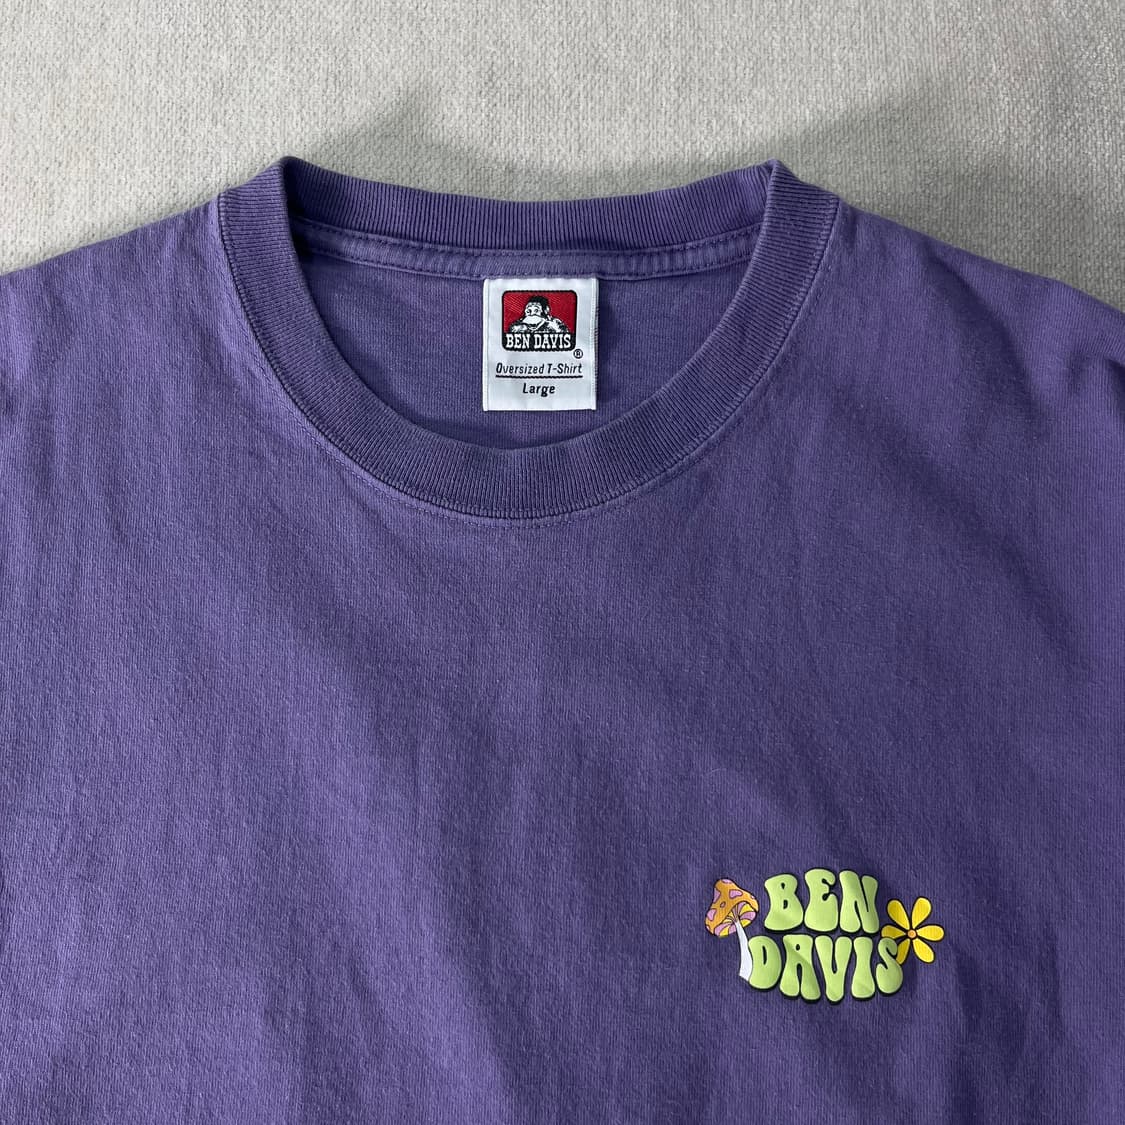 BEN DAVIS
®
Oversized T-Shirt
Large
BEN
DAVIS